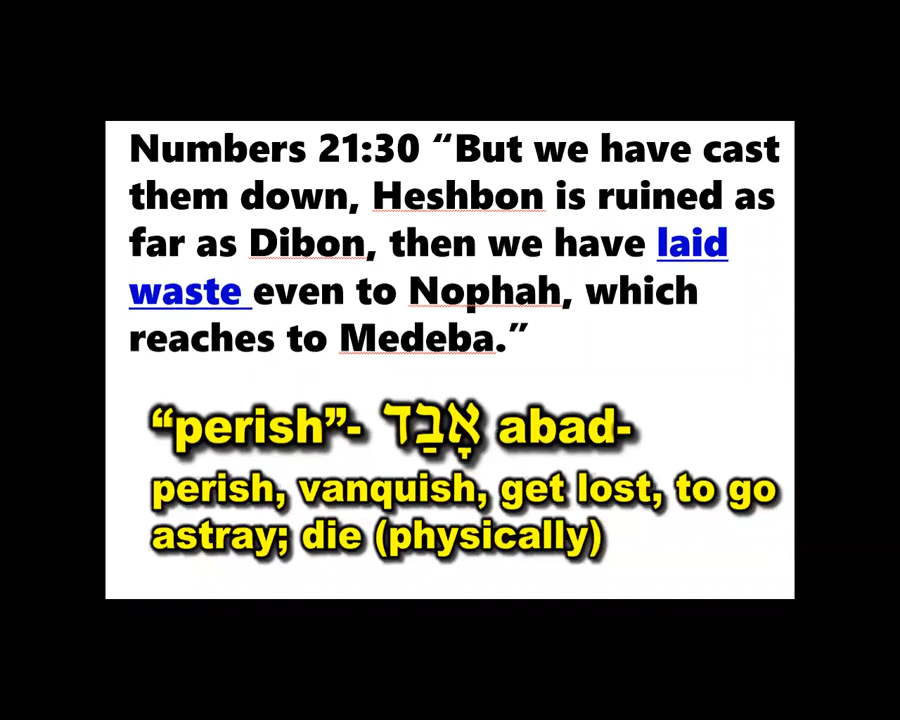 Numbers 21:30 “But we have cast
them down, Heshbon is ruined as
far as Dibon, then we have laid
waste even to Nophah, which
reaches to Medeba.”
“perish”- אָבַד abad-
perish, vanquish, get lost, to go
astray; die (physically)